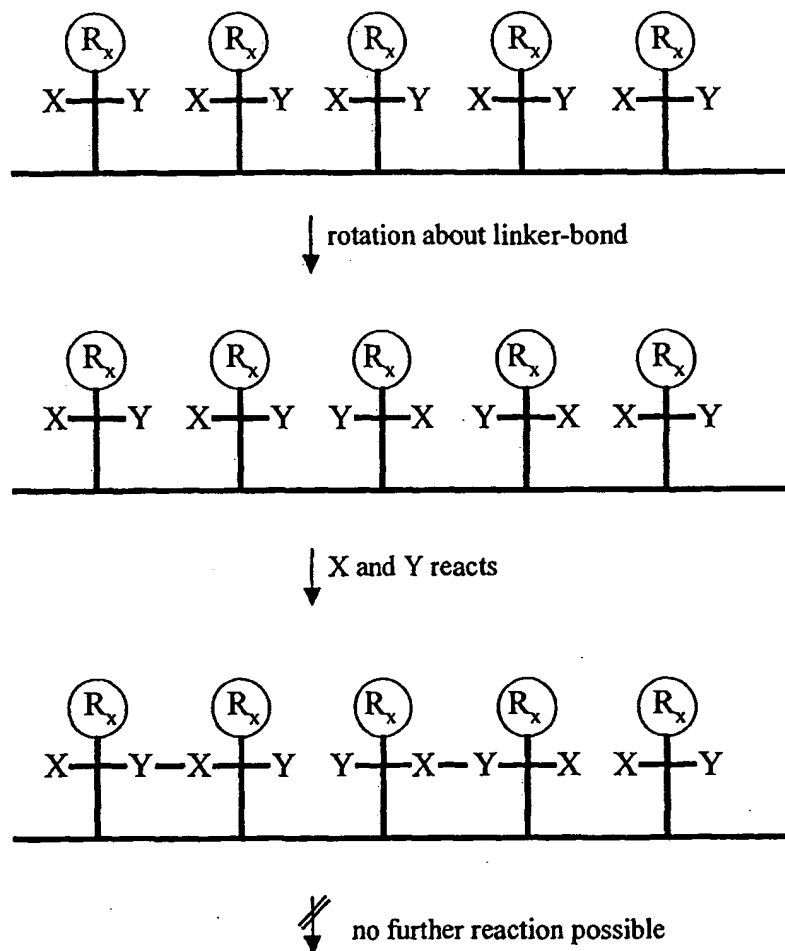 Rx Rx Rx Rx Rx
X Y X Y X Y X Y X Y
rotation about linker-bond
Rx Rx Rx Rx Rx
X Y X Y Y X Y X X Y
X and Y reacts
Rx Rx Rx Rx Rx
X Y X Y Y X Y X X Y
no further reaction possible